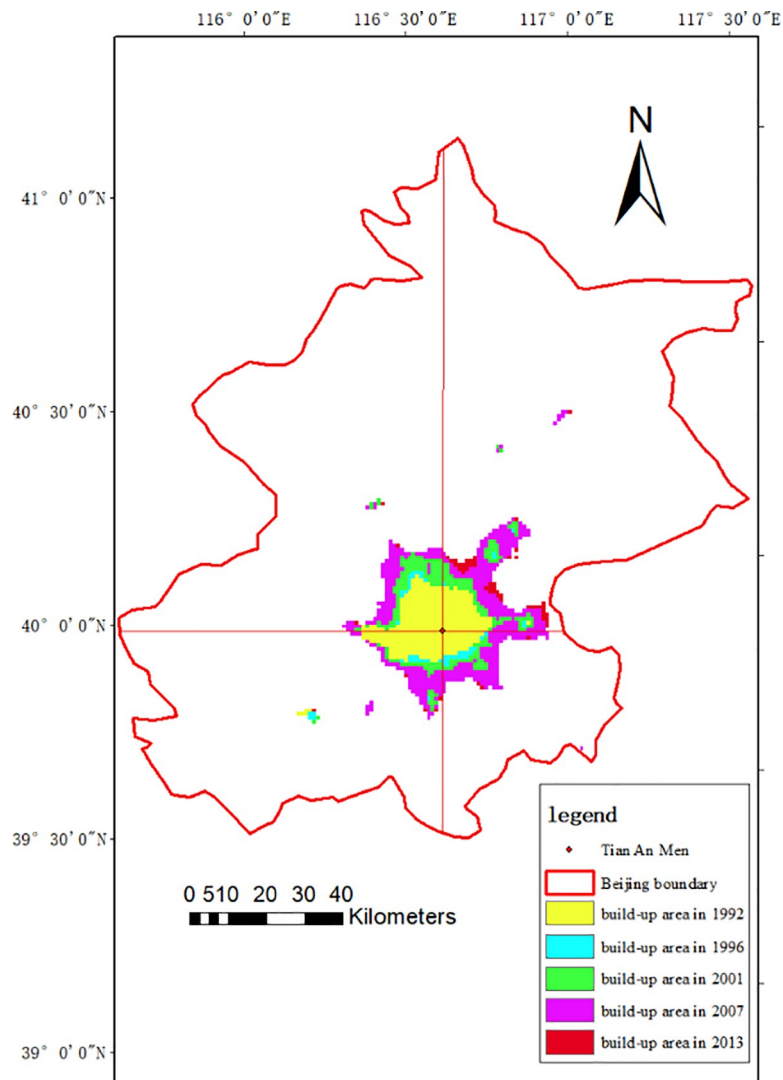 116° 0′0″E 116° 30′0″E 117° 0′0″E 117° 30′0″E
N
41° 0′0″N
40° 30′0″N
40° 0′0″N
39° 30′0″N
39° 0′0″N
0 5 10 20 30 40
Kilometers
legend
Tian An Men
Beijing boundary
build-up area in 1992
build-up area in 1996
build-up area in 2001
build-up area in 2007
build-up area in 2013